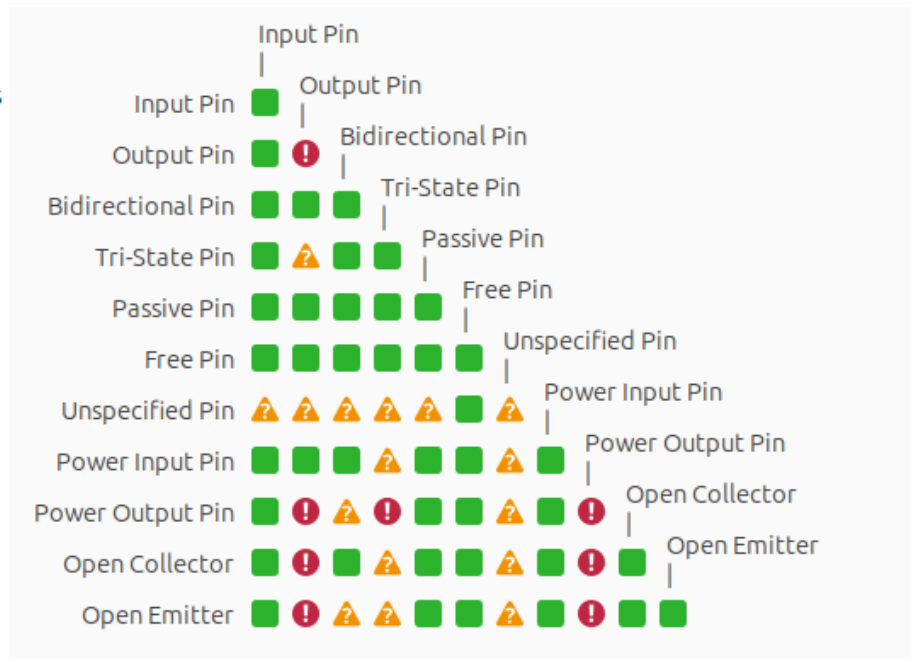 Input Pin
Output Pin
Input Pin
Bidirectional Pin
Output Pin
Tri-State Pin
Bidirectional Pin
Passive Pin
Tri-State Pin
Free Pin
Passive Pin
Unspecified Pin
Free Pin
Power Input Pin
Unspecified Pin
Power Output Pin
Power Input Pin
Open Collector
Power Output Pin
Open Emitter
Open Collector
Open Emitter